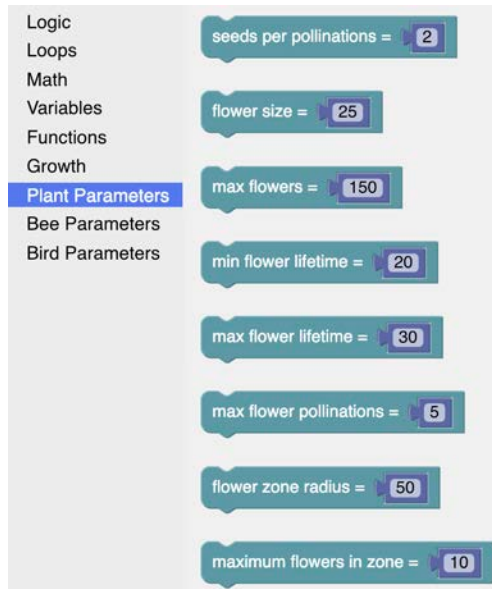 Logic
Loops
Math
Variables
Functions
Growth
Plant Parameters
Bee Parameters
Bird Parameters
seeds per pollinations = 2
flower size = 25
max flowers = 150
min flower lifetime = 20
max flower lifetime = 30
max flower pollinations = 5
flower zone radius = 50
maximum flowers in zone = 10